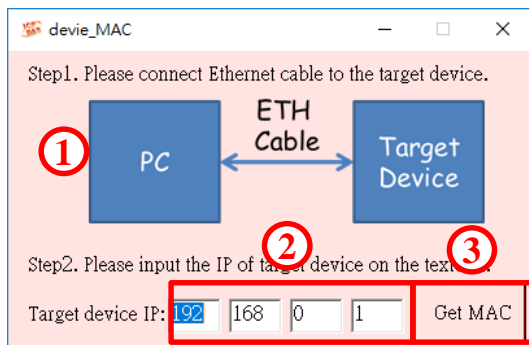 devie_MAC
Step1. Please connect Ethernet cable to the target device.
ETH
Cable
1
PC
Target
Device
2
3
Step2. Please input the IP of target device on the
Target device IP: 192 168 0 1 Get MAC